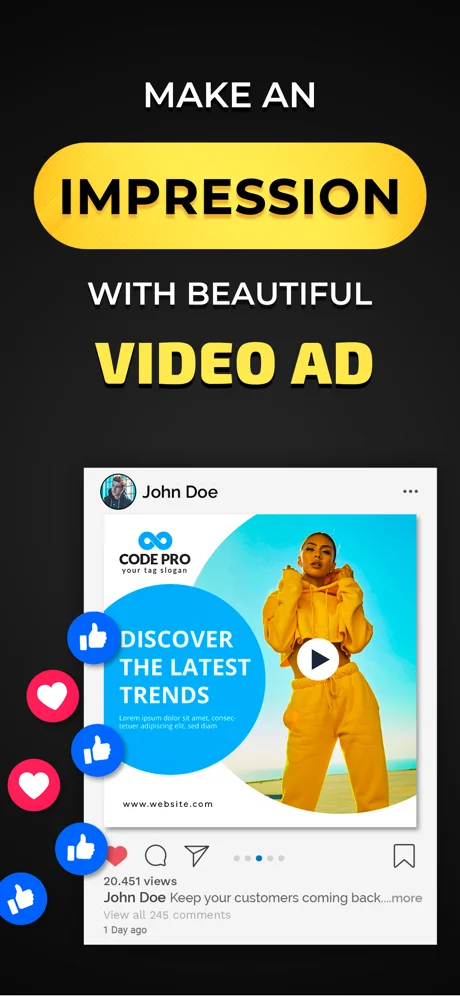 MAKE AN
IMPRESSION
WITH BEAUTIFUL
VIDEO AD
John Doe
CODE PRO
your tag slogan
DISCOVER
THE LATEST
TRENDS
Lorem ipsum dolor sit amet, consec-
tetuer adipiscing elit, sed diam
www.website.com
20.451 views
John Doe Keep your customers coming back....more
View all 245 comments
1 Day ago